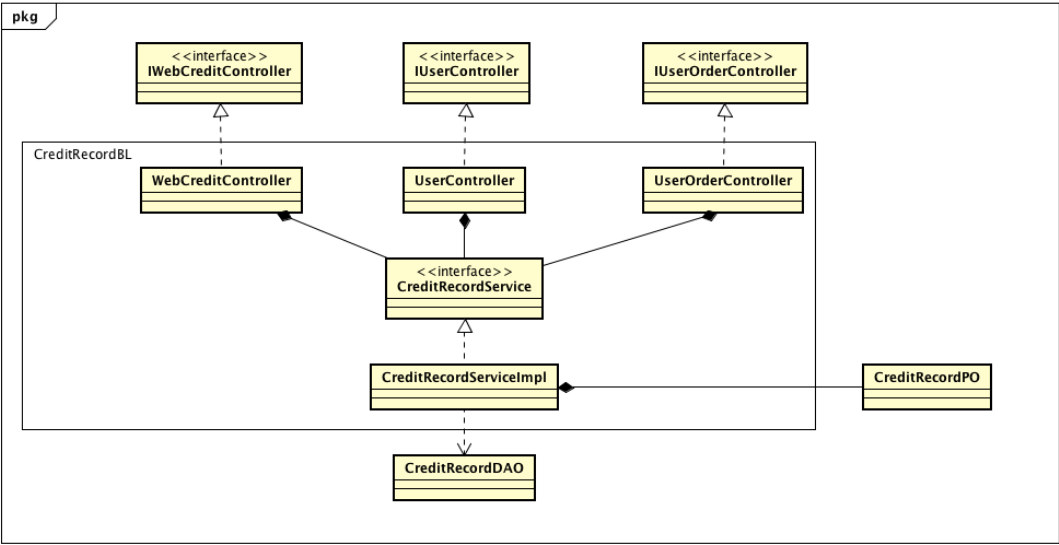 pkg
<<interface>>
IWebCreditController
<<interface>>
IUserController
<<interface>>
IUserOrderController
CreditRecordBL
WebCreditController
UserController
UserOrderController
<<interface>>
CreditRecordService
CreditRecordServiceImpl
CreditRecordPO
CreditRecordDAO